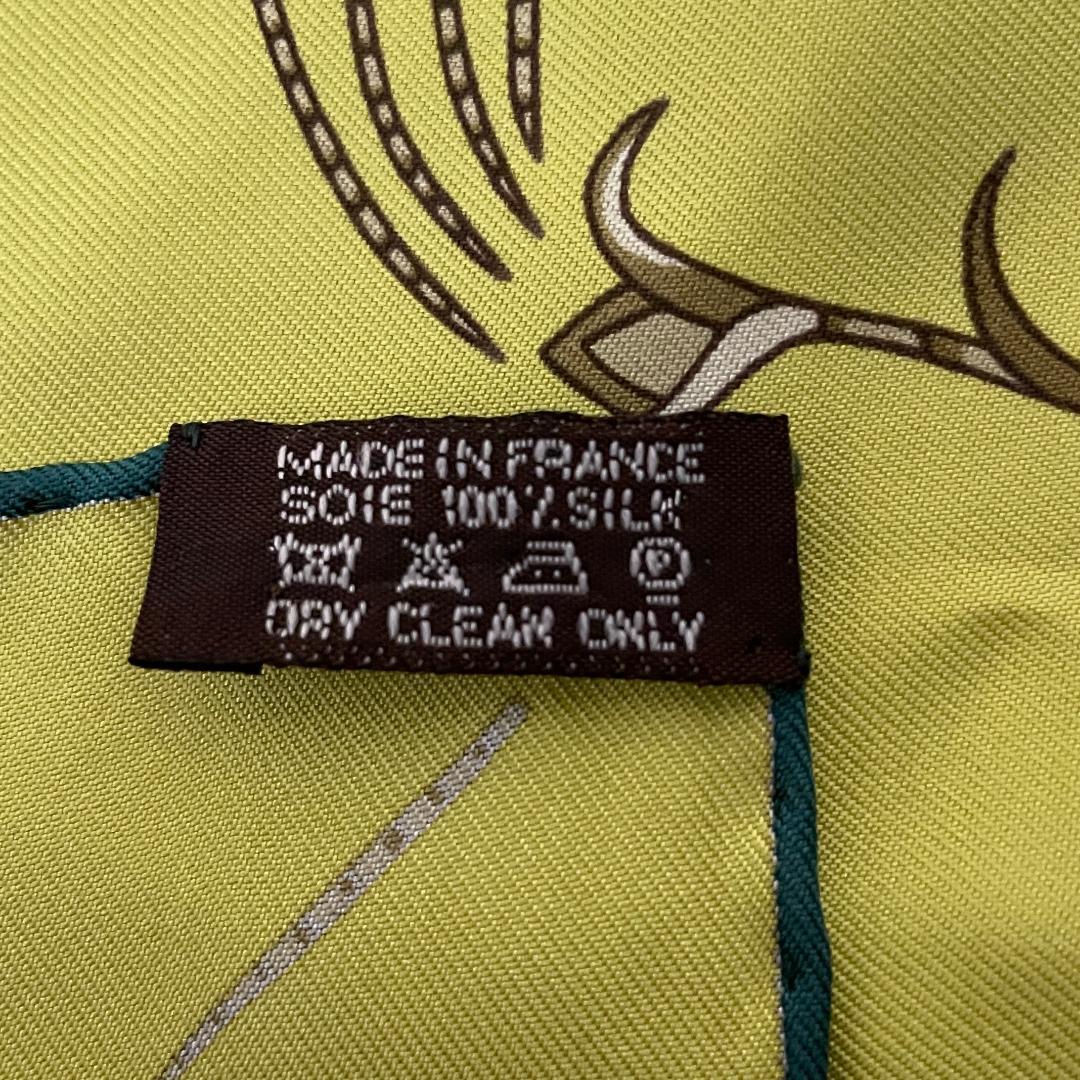 MADE IN FRANCE
SOIE 100% SILK
P
DRY CLEAN ONLY